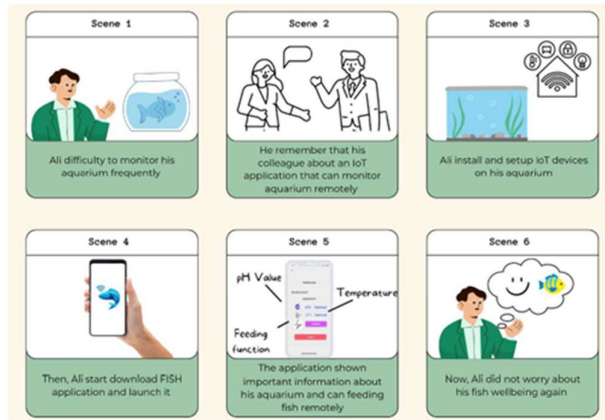 Scene 1
Ali difficulty to monitor his
aquarium frequently
Scene 2
He remember that his
colleague about an IoT
application that can monitor
aquarium remotely
Scene 3
Ali install and setup IoT devices
on his aquarium
Scene 4
Then, Ali start download FISH
application and launch it
Scene 5
pH Value
Temperature
Feeding
function
The application shown
important information about
his aquarium and can feeding
fish remotely
Scene 6
Now, Ali did not worry about
his fish wellbeing again